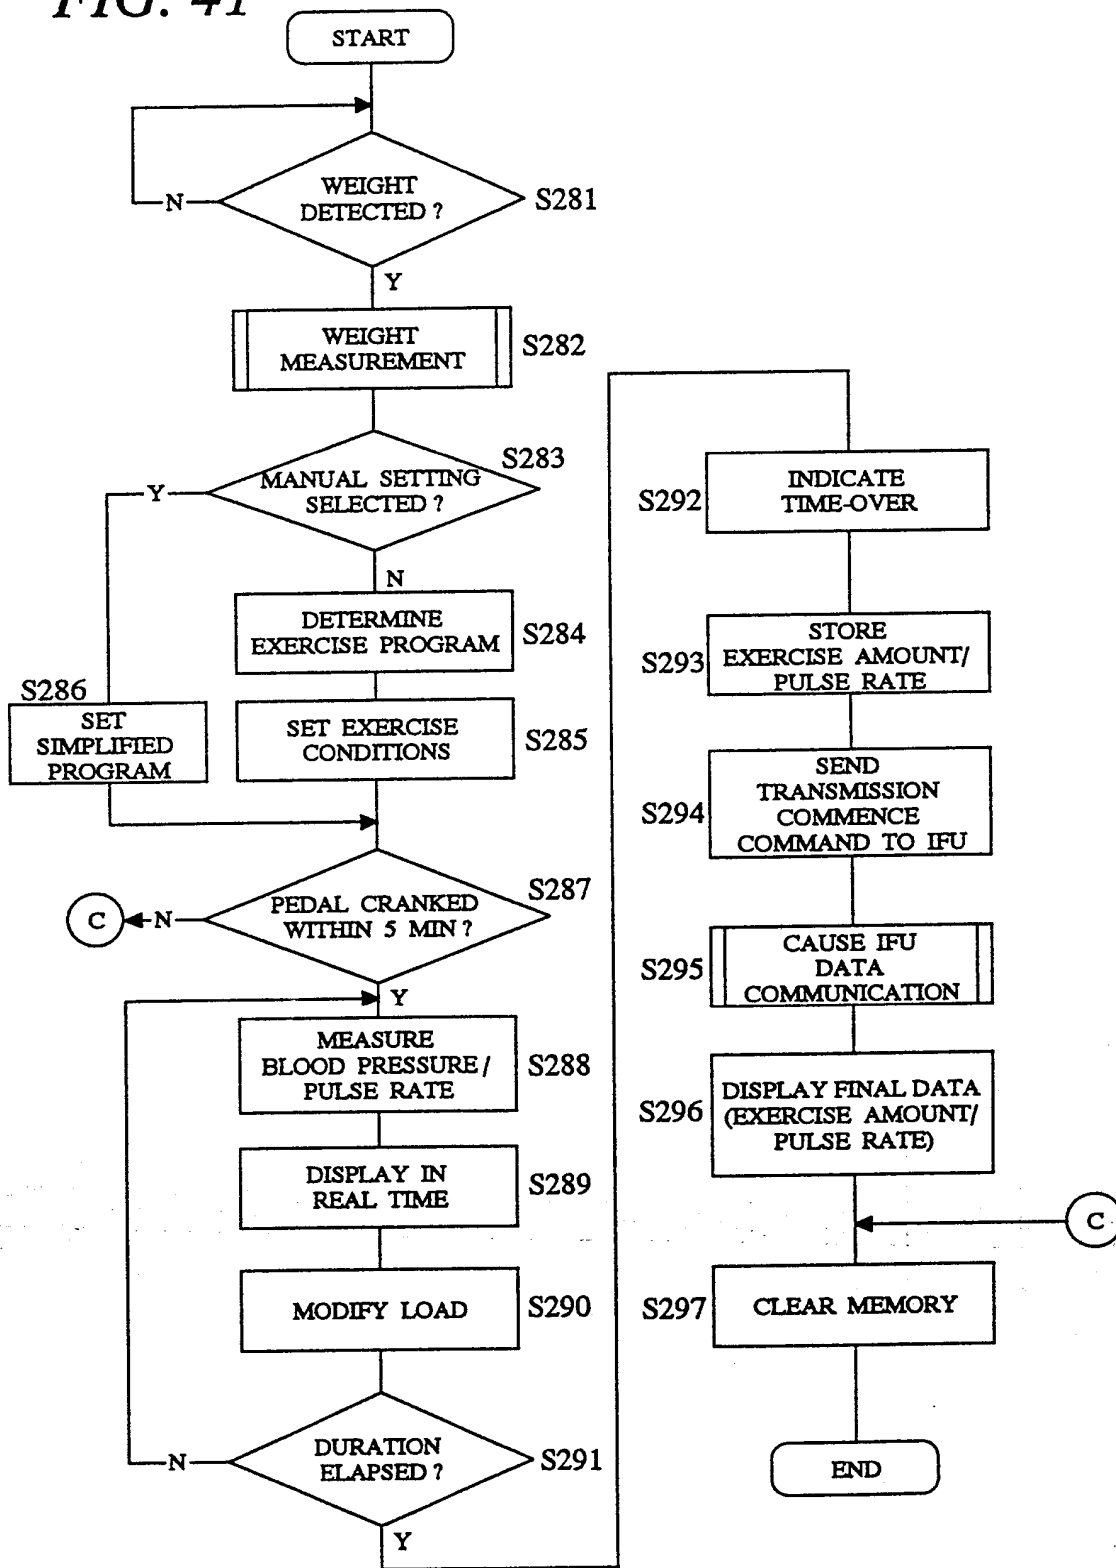 FIG. 41
START
WEIGHT
DETECTED ?
S281
N
Y
WEIGHT
MEASUREMENT
S282
MANUAL SETTING
SELECTED ?
S283
Y
N
DETERMINE
EXERCISE PROGRAM
S284
S286
SET
SIMPLIFIED
PROGRAM
SET EXERCISE
CONDITIONS
S285
PEDAL CRANKED
WITHIN 5 MIN ?
S287
N
C
Y
MEASURE
BLOOD PRESSURE /
PULSE RATE
S288
DISPLAY IN
REAL TIME
S289
MODIFY LOAD
S290
DURATION
ELAPSED ?
S291
N
Y
S292
INDICATE
TIME-OVER
S293
STORE
EXERCISE AMOUNT/
PULSE RATE
S294
SEND
TRANSMISSION
COMMENCE
COMMAND TO IFU
S295
CAUSE IFU
DATA
COMMUNICATION
S296
DISPLAY FINAL DATA
(EXERCISE AMOUNT/
PULSE RATE)
C
S297
CLEAR MEMORY
END